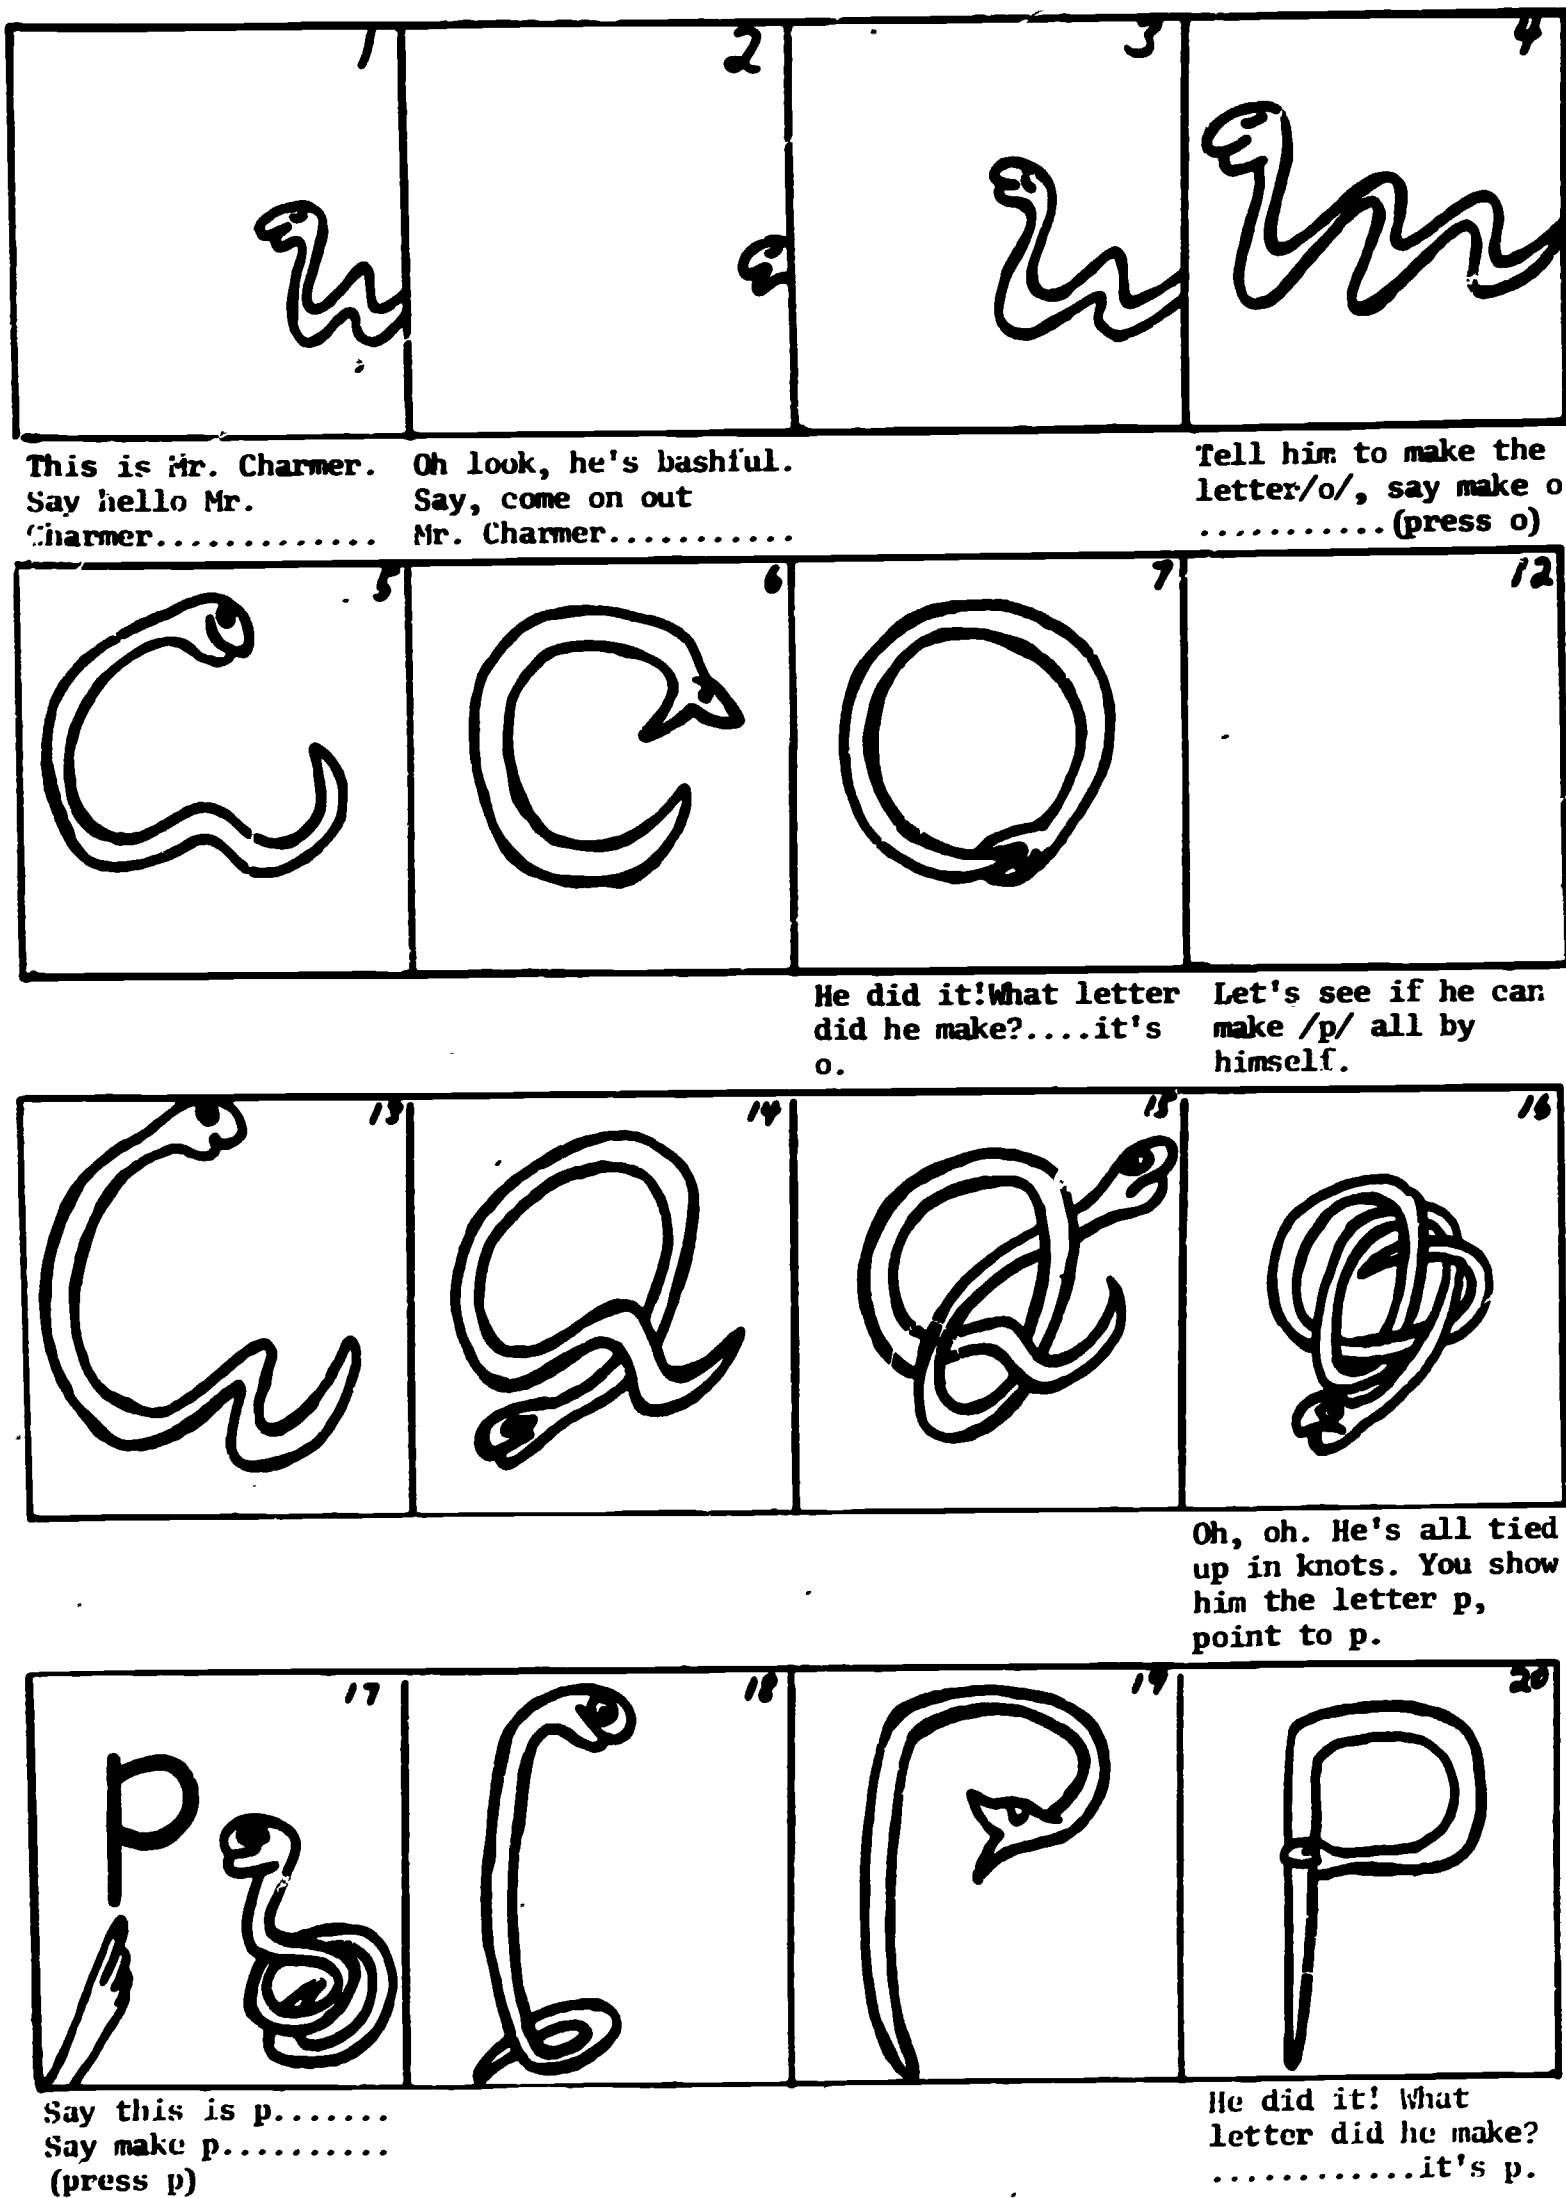 1
2
3
4
This is Mr. Charmer.
Say hello Mr.
Charmer.............
Oh look, he's bashful.
Say, come on out
Mr. Charmer...........
Tell him to make the
letter/o/, say make o
...........(press o)
5
6
7
12
He did it!What letter
did he make?....it's
o.
Let's see if he can
make /p/ all by
himself.
13
14
15
16
Oh, oh. He's all tied
up in knots. You show
him the letter p,
point to p.
17
18
19
20
p
Say this is p.......
Say make p..........
(press p)
He did it! What
letter did he make?
............it's p.